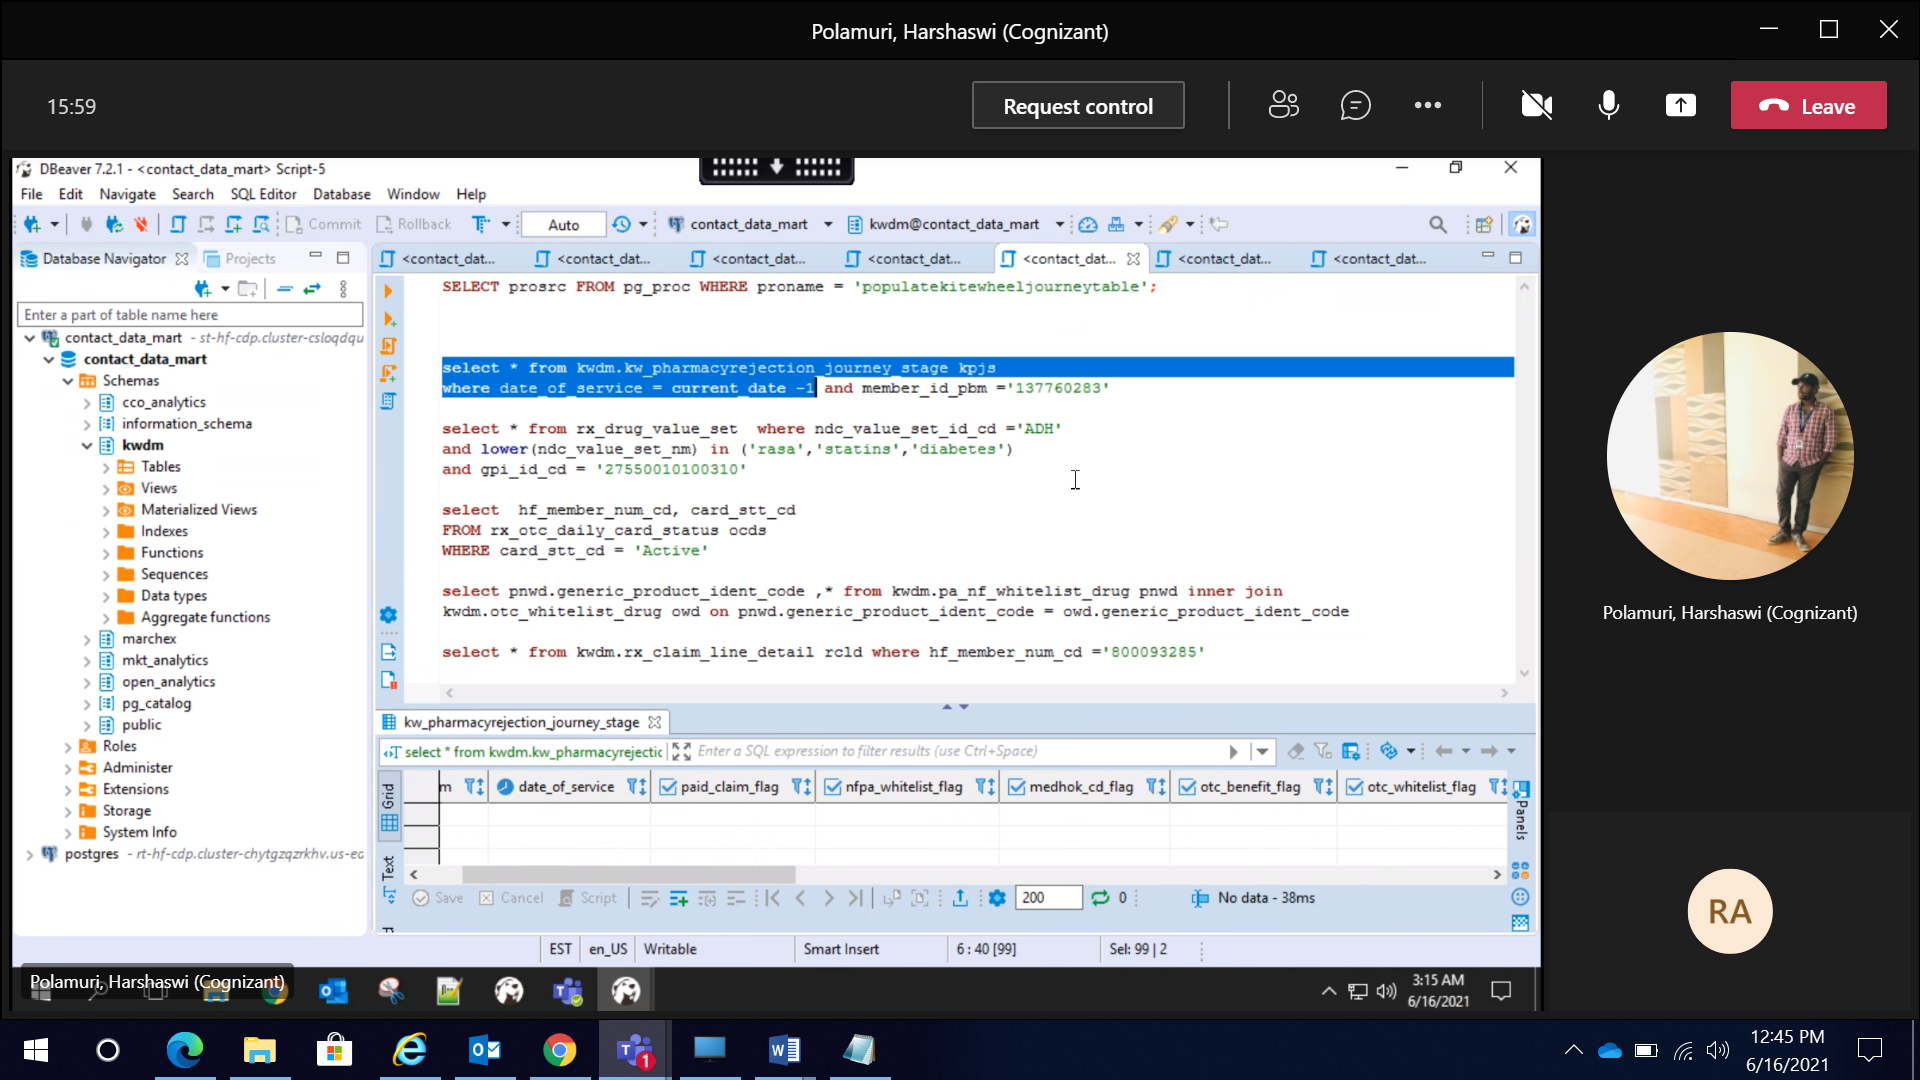 Polamuri, Harshaswi (Cognizant)
15:59
Request control
Leave
DBeaver 7.2.1 - <contact_data_mart> Script-5
File Edit Navigate Search SQL Editor Database Window Help
Commit Rollback Auto contact_data_mart kwdm@contact_data_mart
Database Navigator Projects
<contact_dat... <contact_dat... <contact_dat... <contact_dat... <contact_dat... <contact_dat... <contact_dat...
Enter a part of table name here
contact_data_mart - st-hf-cdp.cluster-csloqdqu
contact_data_mart
Schemas
cco_analytics
information_schema
kwdm
Tables
Views
Materialized Views
Indexes
Functions
Sequences
Data types
Aggregate functions
marchex
mkt_analytics
open_analytics
pg_catalog
public
Roles
Administer
Extensions
Storage
System Info
postgres - rt-hf-cdp.cluster-chytgzqzrkhv.us-ea
SELECT prosrc FROM pg_proc WHERE proname = 'populatekitewheeljourneytable';
select * from kwdm.kw_pharmacyrejection_journey_stage kpjs
where date_of_service = current_date -1 and member_id_pbm ='137760283'
select * from rx_drug_value_set where ndc_value_set_id_cd ='ADH'
and lower(ndc_value_set_nm) in ('rasa','statins','diabetes')
and gpi_id_cd = '27550010100310'
select hf_member_num_cd, card_stt_cd
FROM rx_otc_daily_card_status ocds
WHERE card_stt_cd = 'Active'
select pnwd.generic_product_ident_code ,* from kwdm.pa_nf_whitelist_drug pnwd inner join
kwdm.otc_whitelist_drug owd on pnwd.generic_product_ident_code = owd.generic_product_ident_code
select * from kwdm.rx_claim_line_detail rcld where hf_member_num_cd ='800093285'
kw_pharmacyrejection_journey_stage
select * from kwdm.kw_pharmacyrejectic Enter a SQL expression to filter results (use Ctrl+Space)
Grid
Text
m date_of_service paid_claim_flag nfpa_whitelist_flag medhok_cd_flag otc_benefit_flag otc_whitelist_flag
Panels
Save Cancel Script 200 0 No data - 38ms
EST en_US Writable Smart Insert 6 : 40 [99] Sel: 99 | 2
Polamuri, Harshaswi (Cognizant)
3:15 AM
6/16/2021
Polamuri, Harshaswi (Cognizant)
RA
1
12:45 PM
6/16/2021